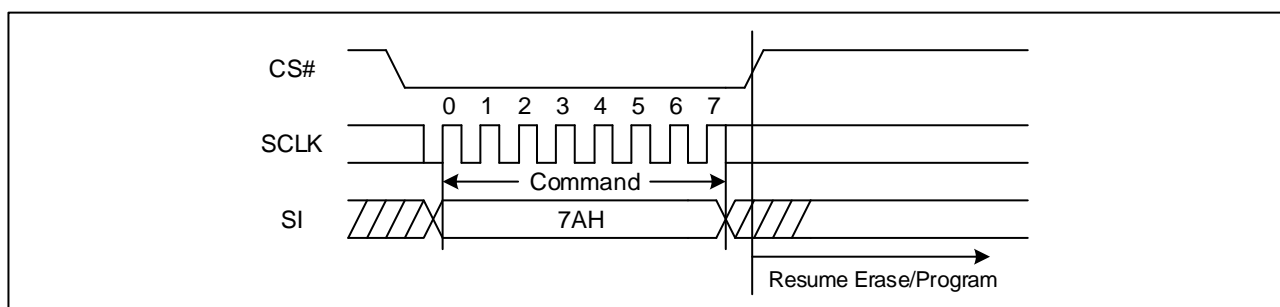 CS#
0 1 2 3 4 5 6 7
SCLK
Command
SI
7AH
Resume Erase/Program